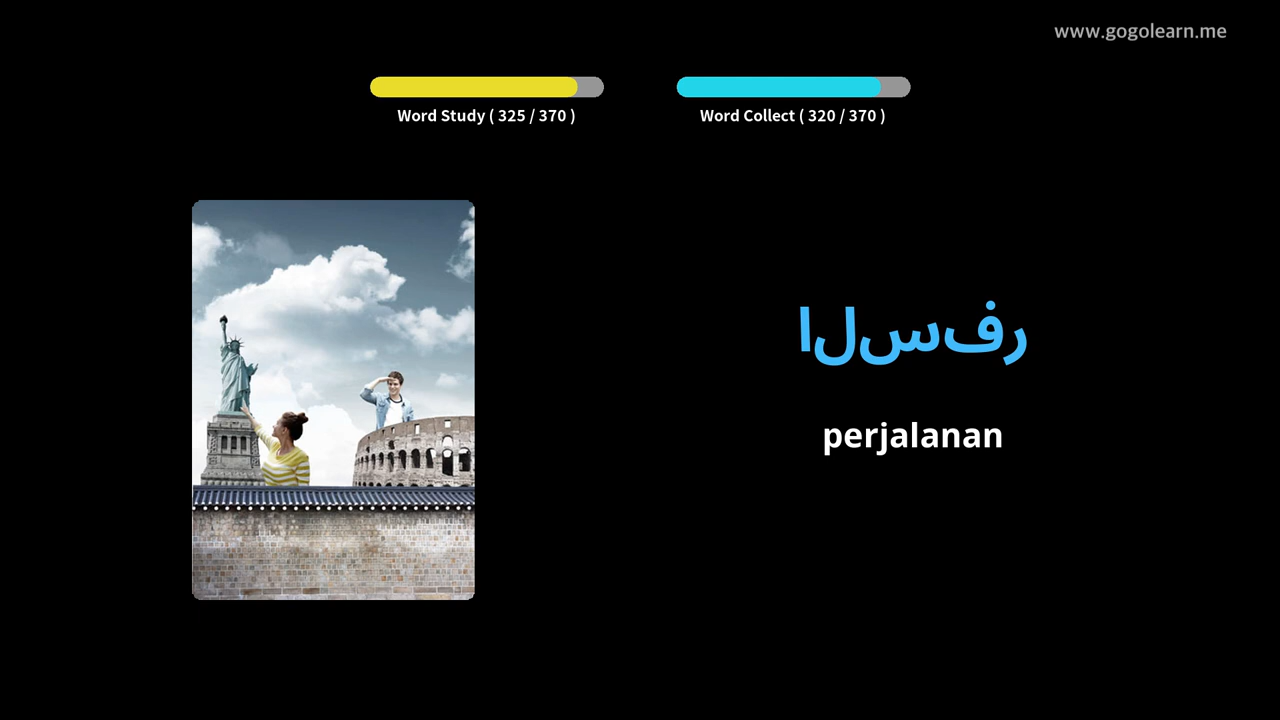 www.gogolearn.me
Word Study ( 325 / 370 )
Word Collect ( 320 / 370 )
السفر
perjalanan